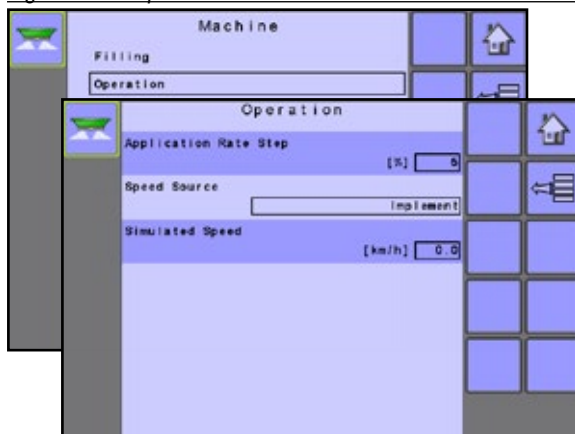 Machine
Filling
Operation
Operation
Application Rate Step
[%] 5
Speed Source
Implement
Simulated Speed
[km/h] 0.0